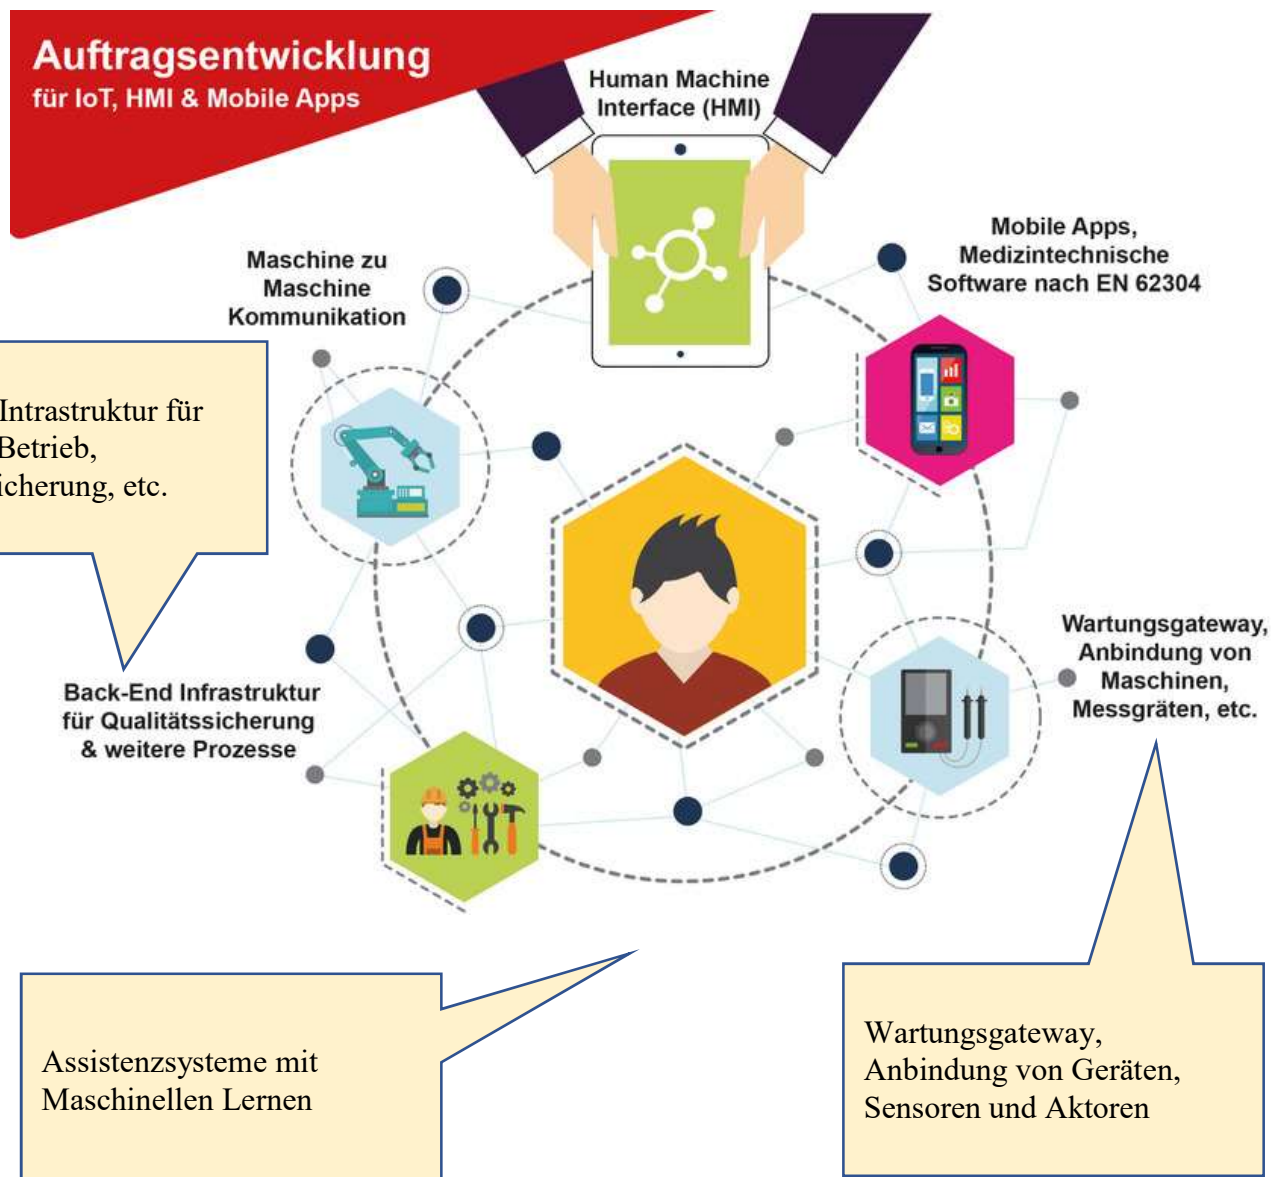 Auftragsentwicklung
für IoT, HMI & Mobile Apps
Human Machine
Interface (HMI)
Mobile Apps,
Medizintechnische
Software nach EN 62304
Maschine zu
Maschine
Kommunikation
Intrastruktur für
Betrieb,
icherung, etc.
Wartungsgateway,
Anbindung von
Maschinen,
Messgräten, etc.
Back-End Infrastruktur
für Qualitätssicherung
& weitere Prozesse
Assistenzsysteme mit
Maschinellen Lernen
Wartungsgateway,
Anbindung von Geräten,
Sensoren und Aktoren